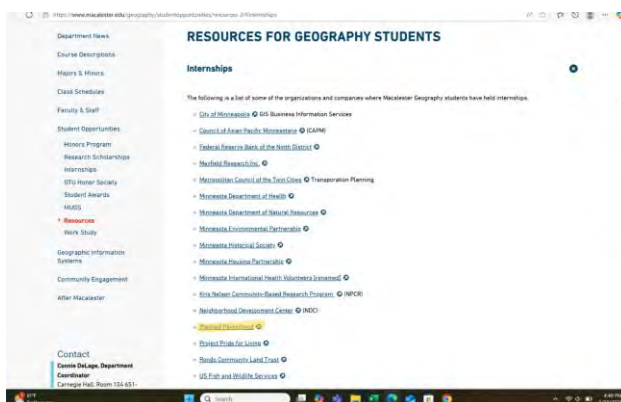 https://www.macalester.edu/geography/studentopportunities/resources-2/#internships
Department News
Course Descriptions
Majors & Minors
Class Schedules
Faculty & Staff
Student Opportunities
Honors Program
Research Scholarships
Internships
GTU Honor Society
Student Awards
MUGS
Resources
Work Study
Geographic Information
Systems
Community Engagement
After Macalester
Contact
Connie DeLage, Department
Coordinator
Carnegie Hall, Room 104 651-
RESOURCES FOR GEOGRAPHY STUDENTS
Internships
The following is a list of some of the organizations and companies where Macalester Geography students have held internships.
City of Minneapolis GIS Business Information Services
Council of Asian Pacific Minnesotans (CAPM)
Federal Reserve Bank of the Ninth District
Maxfield Research Inc.
Metropolitan Council of the Twin Cities Transportation Planning
Minnesota Department of Health
Minnesota Department of Natural Resources
Minnesota Environmental Partnership
Minnesota Historical Society
Minnesota Housing Partnership
Minnesota International Health Volunteers (renamed)
Kris Nelson Community-Based Research Program (NPCR)
Neighborhood Development Center (NDC)
Planned Parenthood
Project Pride for Living
Rondo Community Land Trust
US Fish and Wildlife Services
Search